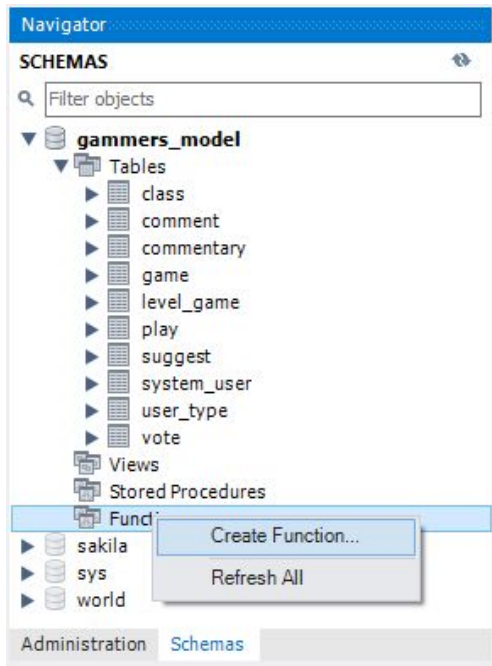 Navigator
SCHEMAS
Filter objects
gammers_model
Tables
class
comment
commentary
game
level_game
play
suggest
system_user
user_type
vote
Views
Stored Procedures
Create Function...
sakila
Refresh All
sys
world
Administration Schemas